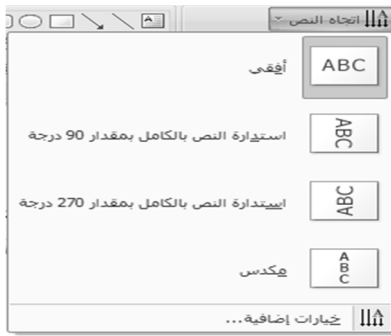 اتجاه النص
A
ABC
أفقي
ABC
استدارة النص بالكامل بمقدار 90 درجة
ABC
استدارة النص بالكامل بمقدار 270 درجة
A
B
C
مكدس
خيارات إضافية...